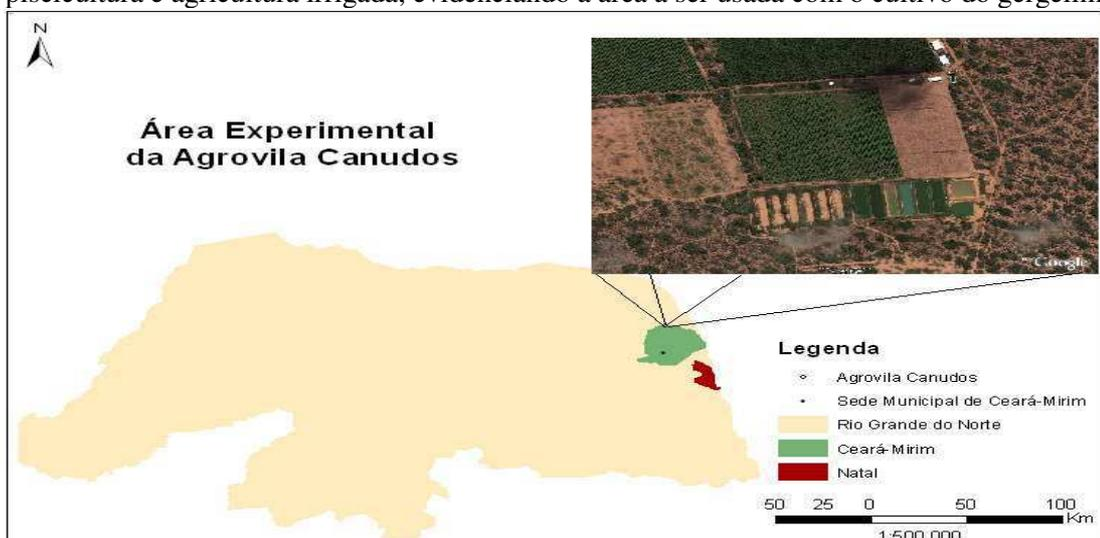 piscicultura e agricultura irrigada, evidenciando a área a ser usada com o cultivo do gergelim
N
Área Experimental
da Agrovila Canudos
Google
Legenda
Agrovila Canudos
Sede Municipal de Ceará-Mirim
Rio Grande do Norte
Ceará-Mirim
Natal
50 25 0 50 100
Km
1:500.000